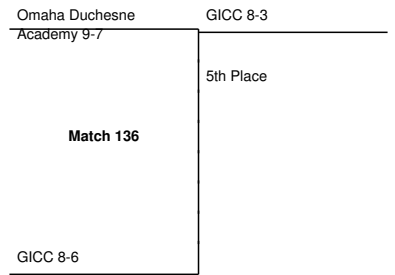 Omaha Duchesne
Academy 9-7
GICC 8-3
5th Place
Match 136
GICC 8-6